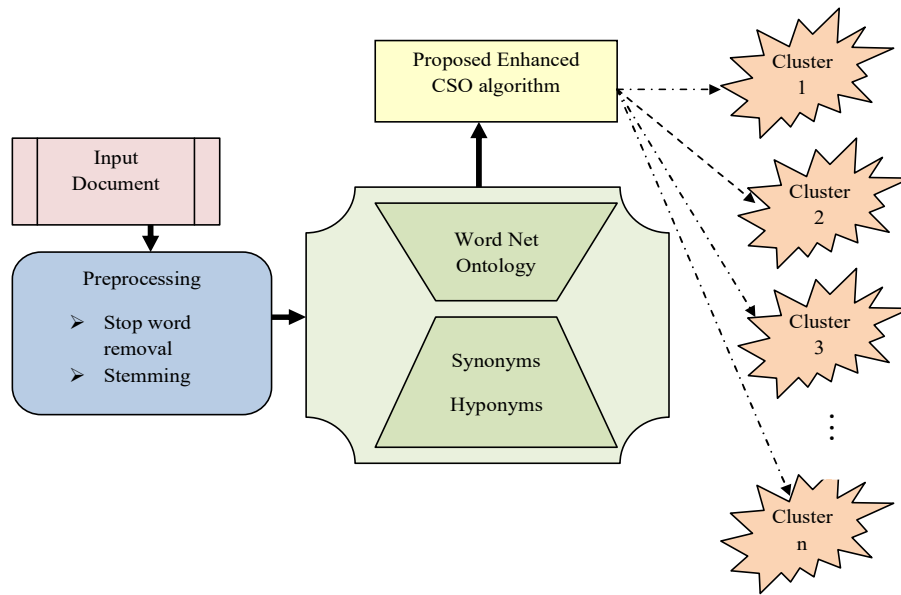 Input
Document
Preprocessing
➢ Stop word
removal
➢ Stemming
Word Net
Ontology
Synonyms
Hyponyms
Proposed Enhanced
CSO algorithm
Cluster
1
Cluster
2
Cluster
3
⋮
Cluster
n